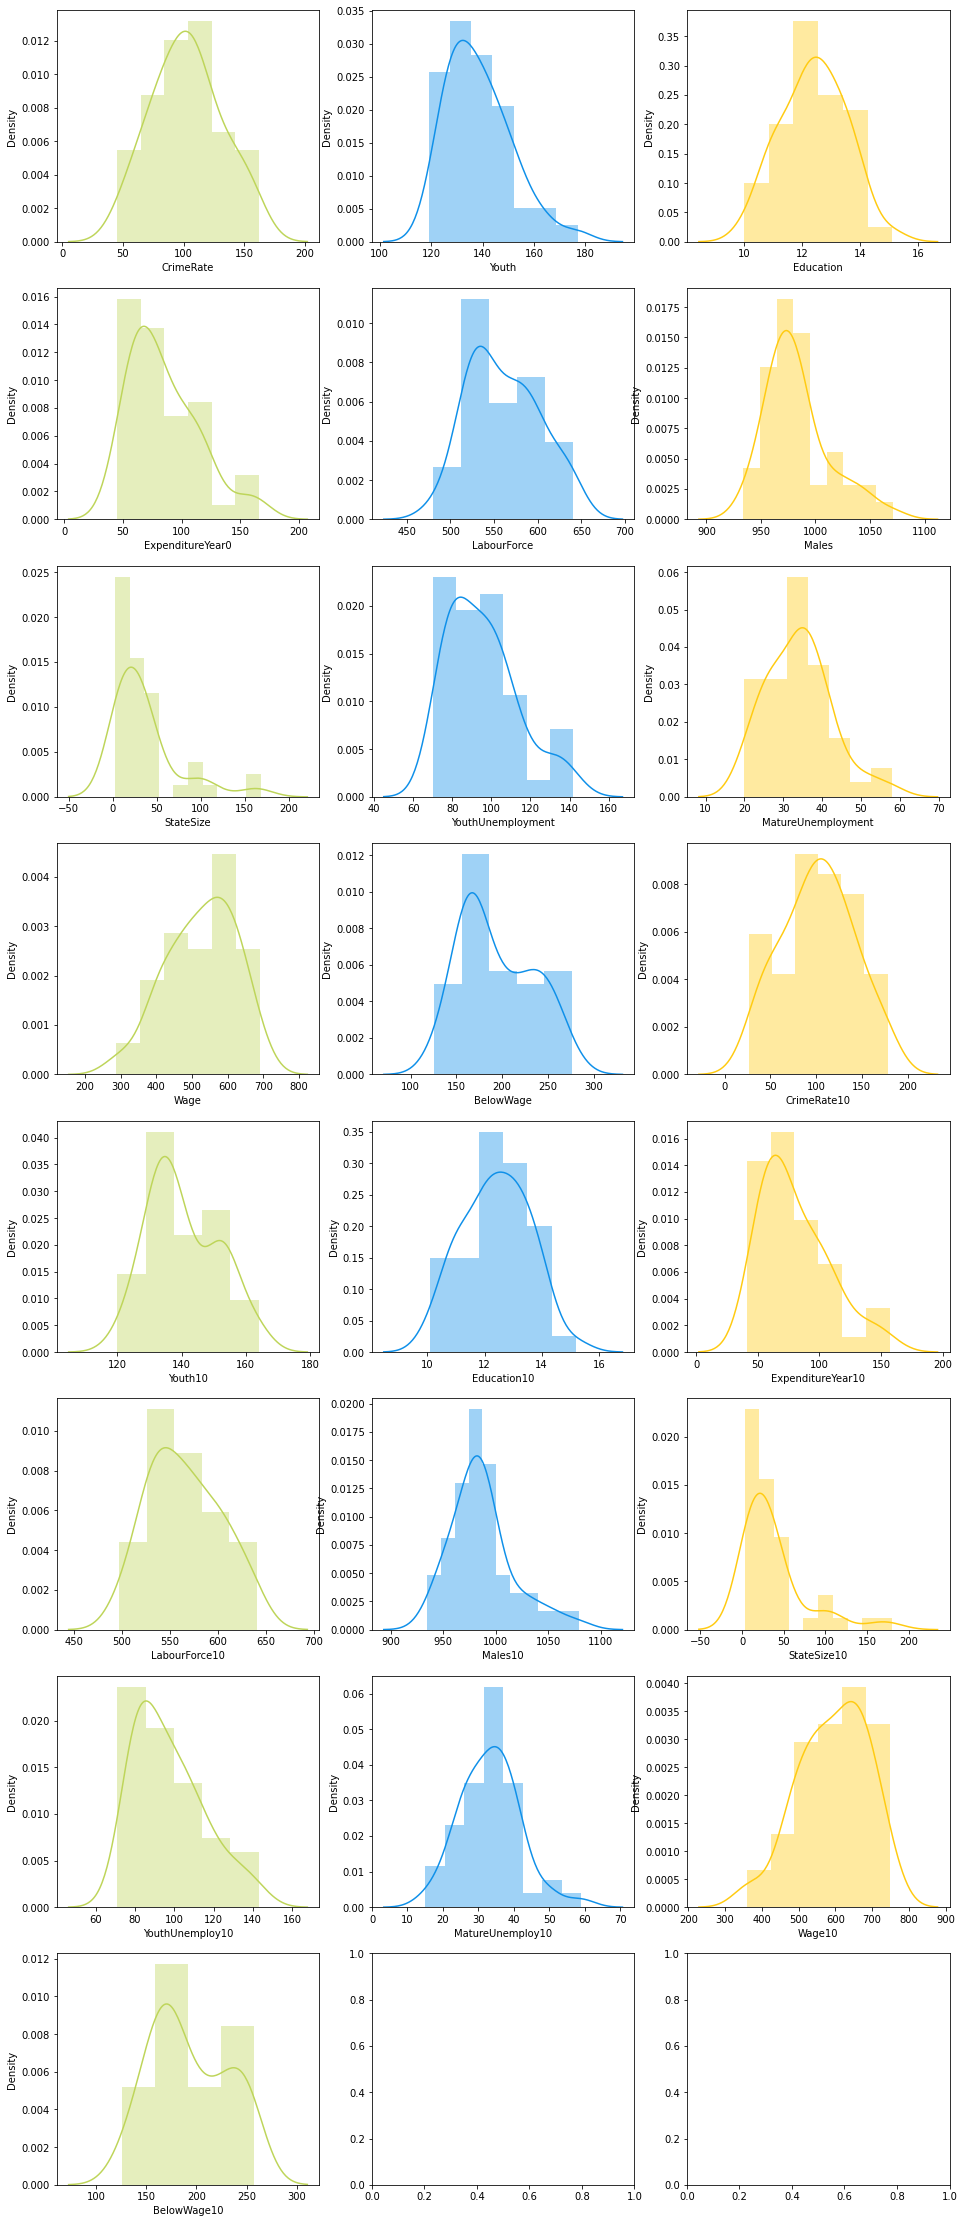 Density
0.012
0.010
0.008
0.006
0.004
0.002
0.000
0 50 100 150 200
CrimeRate
Density
0.035
0.030
0.025
0.020
0.015
0.010
0.005
0.000
100 120 140 160 180
Youth
Density
0.35
0.30
0.25
0.20
0.15
0.10
0.05
0.00
10 12 14 16
Education
Density
0.016
0.014
0.012
0.010
0.008
0.006
0.004
0.002
0.000
0 50 100 150 200
ExpenditureYear0
Density
0.010
0.008
0.006
0.004
0.002
0.000
450 500 550 600 650 700
LabourForce
Density
0.0175
0.0150
0.0125
0.0100
0.0075
0.0050
0.0025
0.0000
900 950 1000 1050 1100
Males
Density
0.025
0.020
0.015
0.010
0.005
0.000
−50 0 50 100 150 200
StateSize
Density
0.020
0.015
0.010
0.005
0.000
40 60 80 100 120 140 160
YouthUnemployment
Density
0.06
0.05
0.04
0.03
0.02
0.01
0.00
10 20 30 40 50 60 70
MatureUnemployment
Density
0.004
0.003
0.002
0.001
0.000
200 300 400 500 600 700 800
Wage
Density
0.012
0.010
0.008
0.006
0.004
0.002
0.000
100 150 200 250 300
BelowWage
Density
0.008
0.006
0.004
0.002
0.000
0 50 100 150 200
CrimeRate10
Density
0.040
0.035
0.030
0.025
0.020
0.015
0.010
0.005
0.000
120 140 160 180
Youth10
Density
0.35
0.30
0.25
0.20
0.15
0.10
0.05
0.00
10 12 14 16
Education10
Density
0.016
0.014
0.012
0.010
0.008
0.006
0.004
0.002
0.000
0 50 100 150 200
ExpenditureYear10
Density
0.010
0.008
0.006
0.004
0.002
0.000
450 500 550 600 650 700
LabourForce10
Density
0.0200
0.0175
0.0150
0.0125
0.0100
0.0075
0.0050
0.0025
0.0000
900 950 1000 1050 1100
Males10
Density
0.020
0.015
0.010
0.005
0.000
−50 0 50 100 150 200
StateSize10
Density
0.020
0.015
0.010
0.005
0.000
60 80 100 120 140 160
YouthUnemploy10
Density
0.06
0.05
0.04
0.03
0.02
0.01
0.00
0 10 20 30 40 50 60 70
MatureUnemploy10
Density
0.0040
0.0035
0.0030
0.0025
0.0020
0.0015
0.0010
0.0005
0.0000
200 300 400 500 600 700 800 900
Wage10
Density
0.012
0.010
0.008
0.006
0.004
0.002
0.000
100 150 200 250 300
BelowWage10
1.0
0.8
0.6
0.4
0.2
0.0
0.0 0.2 0.4 0.6 0.8 1.0
1.0
0.8
0.6
0.4
0.2
0.0
0.0 0.2 0.4 0.6 0.8 1.0